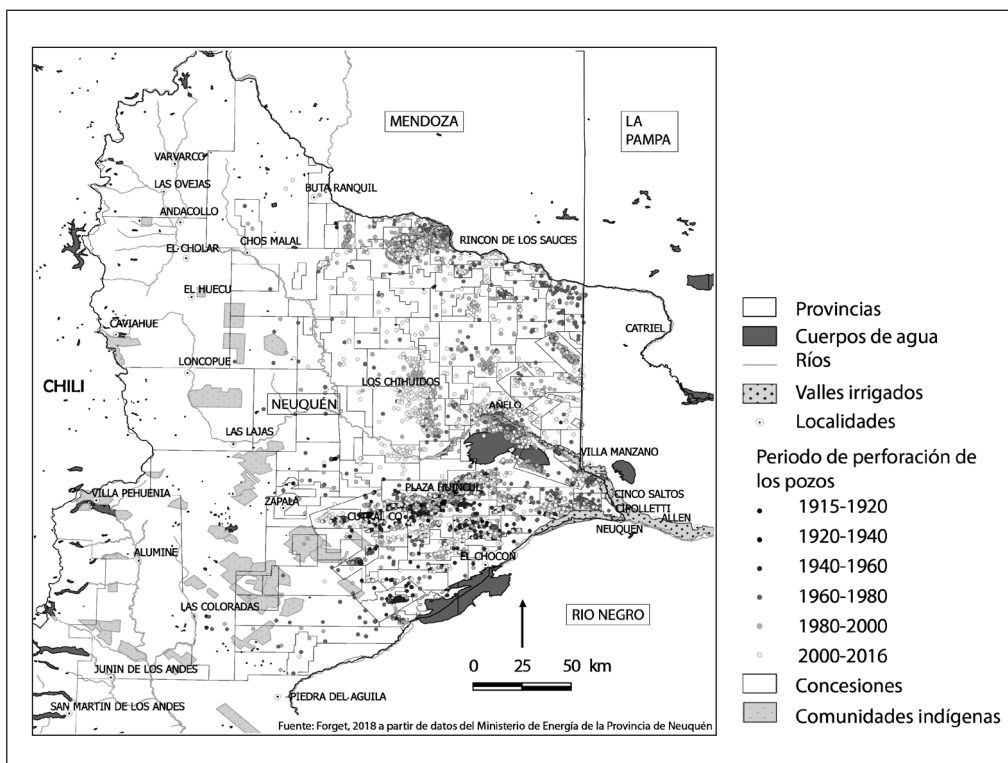 MENDOZA
LA
PAMPA
VARVARCO
LAS OVEJAS
BUTA RANQUIL
ANDACOLLO
CHOS MALAL
RINCON DE LOS SAUCES
EL CHOLAR
EL HUECU
CAVIAHUE
CATRIEL
LONCOPUE
CHILI
LOS CHIHUIDOS
NEUQUÉN
AÑELO
LAS LAJAS
VILLA MANZANO
VILLA PEHUENIA
ZAPALA
PLAZA HUINCUL
CINCO SALTOS
CIPOLLETTI
CUTRAL CO
ALLEN
NEUQUEN
ALUMINE
EL CHOCON
LAS COLORADAS
RIO NEGRO
JUNIN DE LOS ANDES
0 25 50 km
PIEDRA DEL AGUILA
SAN MARTIN DE LOS ANDES
Fuente: Forget, 2018 a partir de datos del Ministerio de Energía de la Provincia de Neuquén
Provincias
Cuerpos de agua
Ríos
Valles irrigados
Localidades
Periodo de perforación de
los pozos
1915-1920
1920-1940
1940-1960
1960-1980
1980-2000
2000-2016
Concesiones
Comunidades indígenas